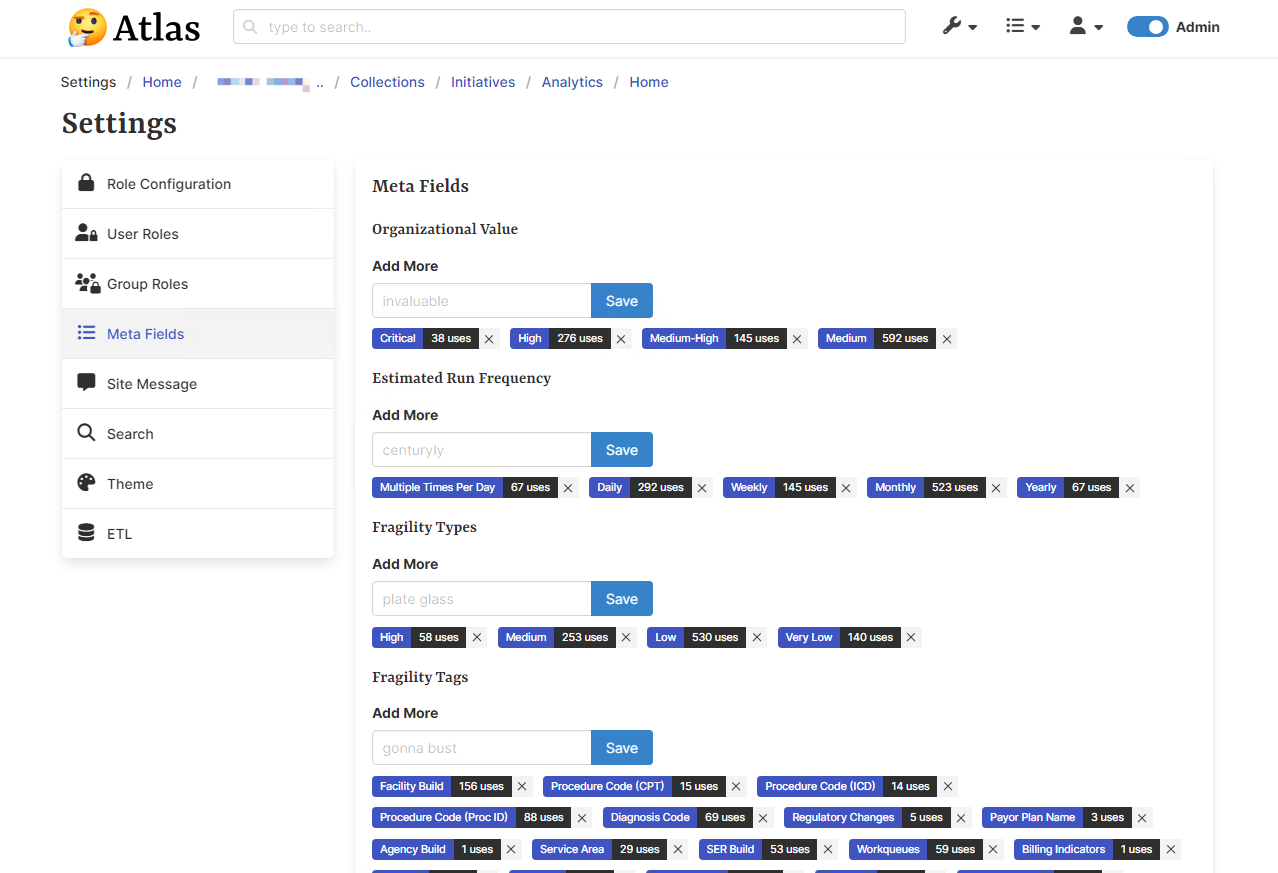 Atlas
type to search..
Admin
Settings / Home / .. / Collections / Initiatives / Analytics / Home
Settings
Role Configuration
User Roles
Group Roles
Meta Fields
Site Message
Search
Theme
ETL
Meta Fields
Organizational Value
Add More
invaluable Save
Critical 38 uses × High 276 uses × Medium-High 145 uses × Medium 592 uses ×
Estimated Run Frequency
Add More
centuryly Save
Multiple Times Per Day 67 uses × Daily 292 uses × Weekly 145 uses × Monthly 523 uses × Yearly 67 uses ×
Fragility Types
Add More
plate glass Save
High 58 uses × Medium 253 uses × Low 530 uses × Very Low 140 uses ×
Fragility Tags
Add More
gonna bust Save
Facility Build 156 uses × Procedure Code (CPT) 15 uses × Procedure Code (ICD) 14 uses ×
Procedure Code (Proc ID) 88 uses × Diagnosis Code 69 uses × Regulatory Changes 5 uses × Payor Plan Name 3 uses ×
Agency Build 1 uses × Service Area 29 uses × SER Build 53 uses × Workqueues 59 uses × Billing Indicators 1 uses ×